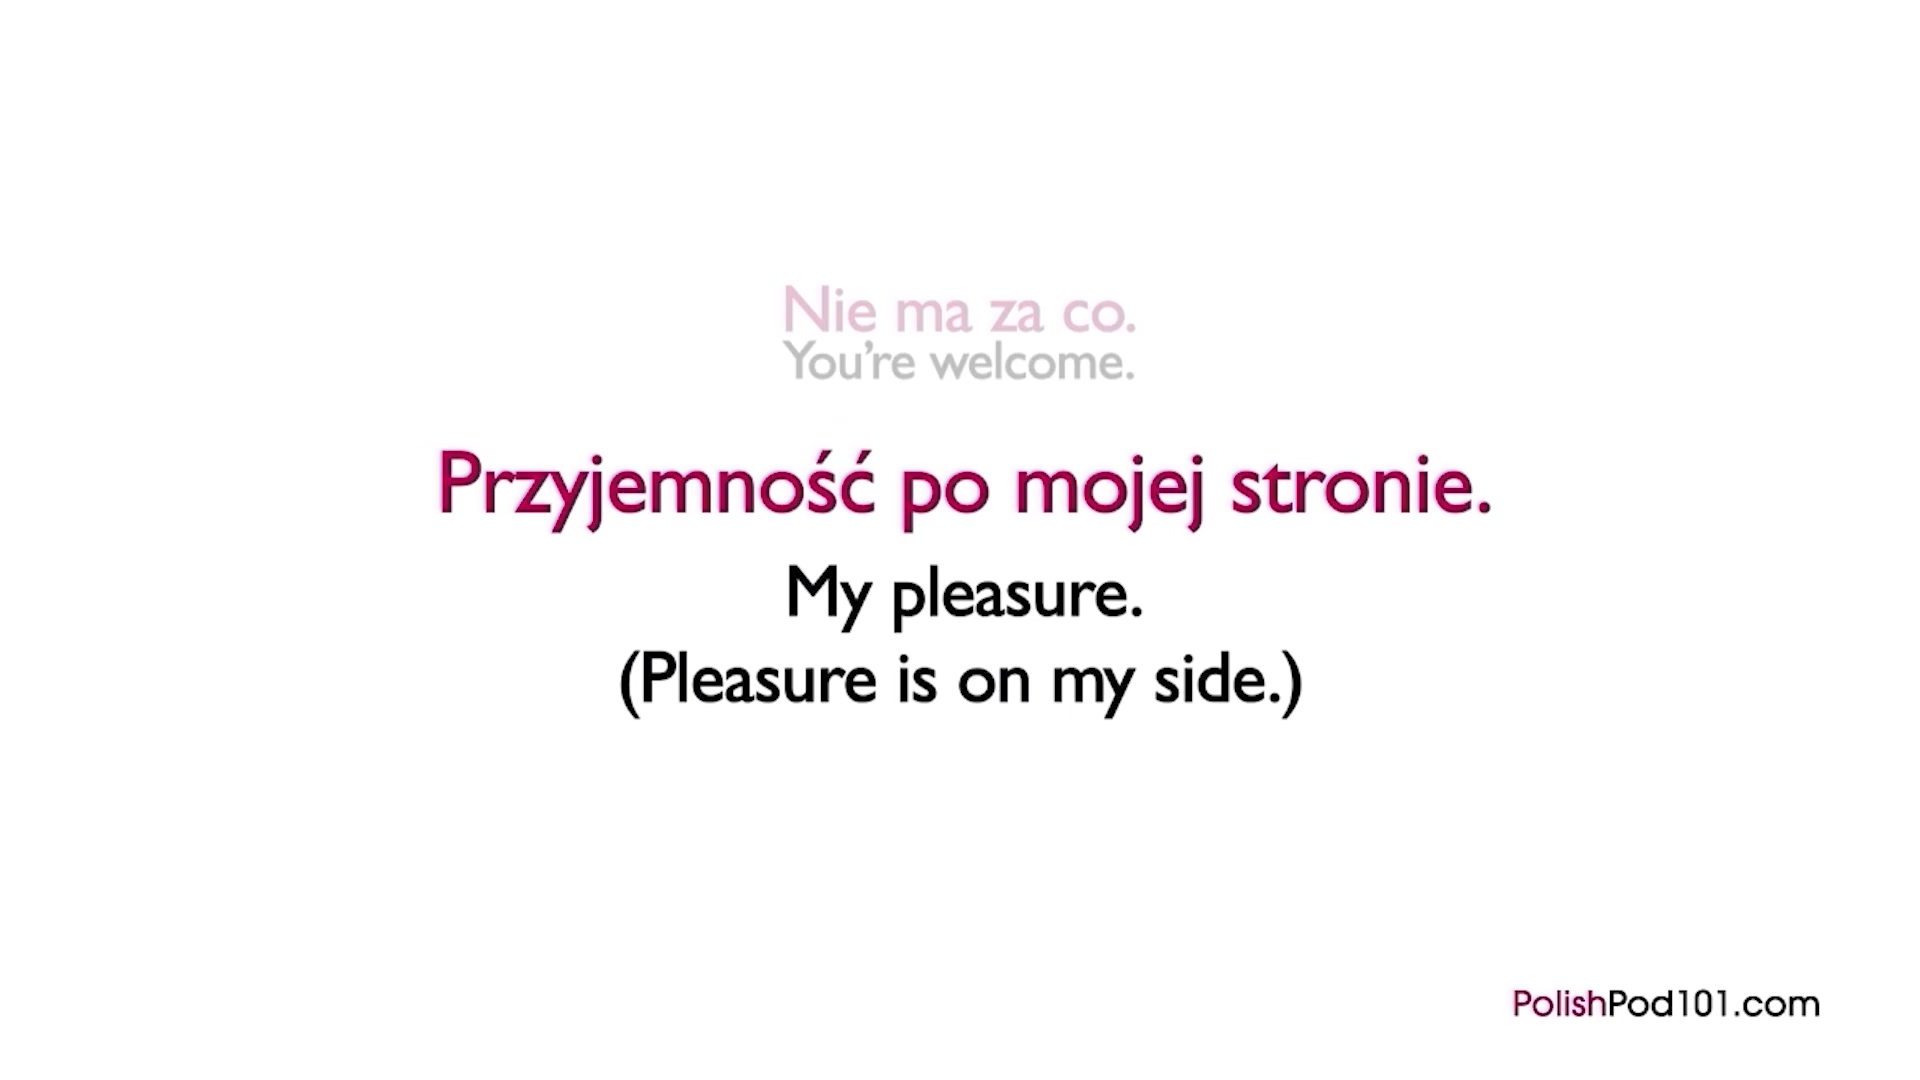 Nie ma za co.
You're welcome.
Przyjemność po mojej stronie.
My pleasure.
(Pleasure is on my side.)
PolishPod101.com